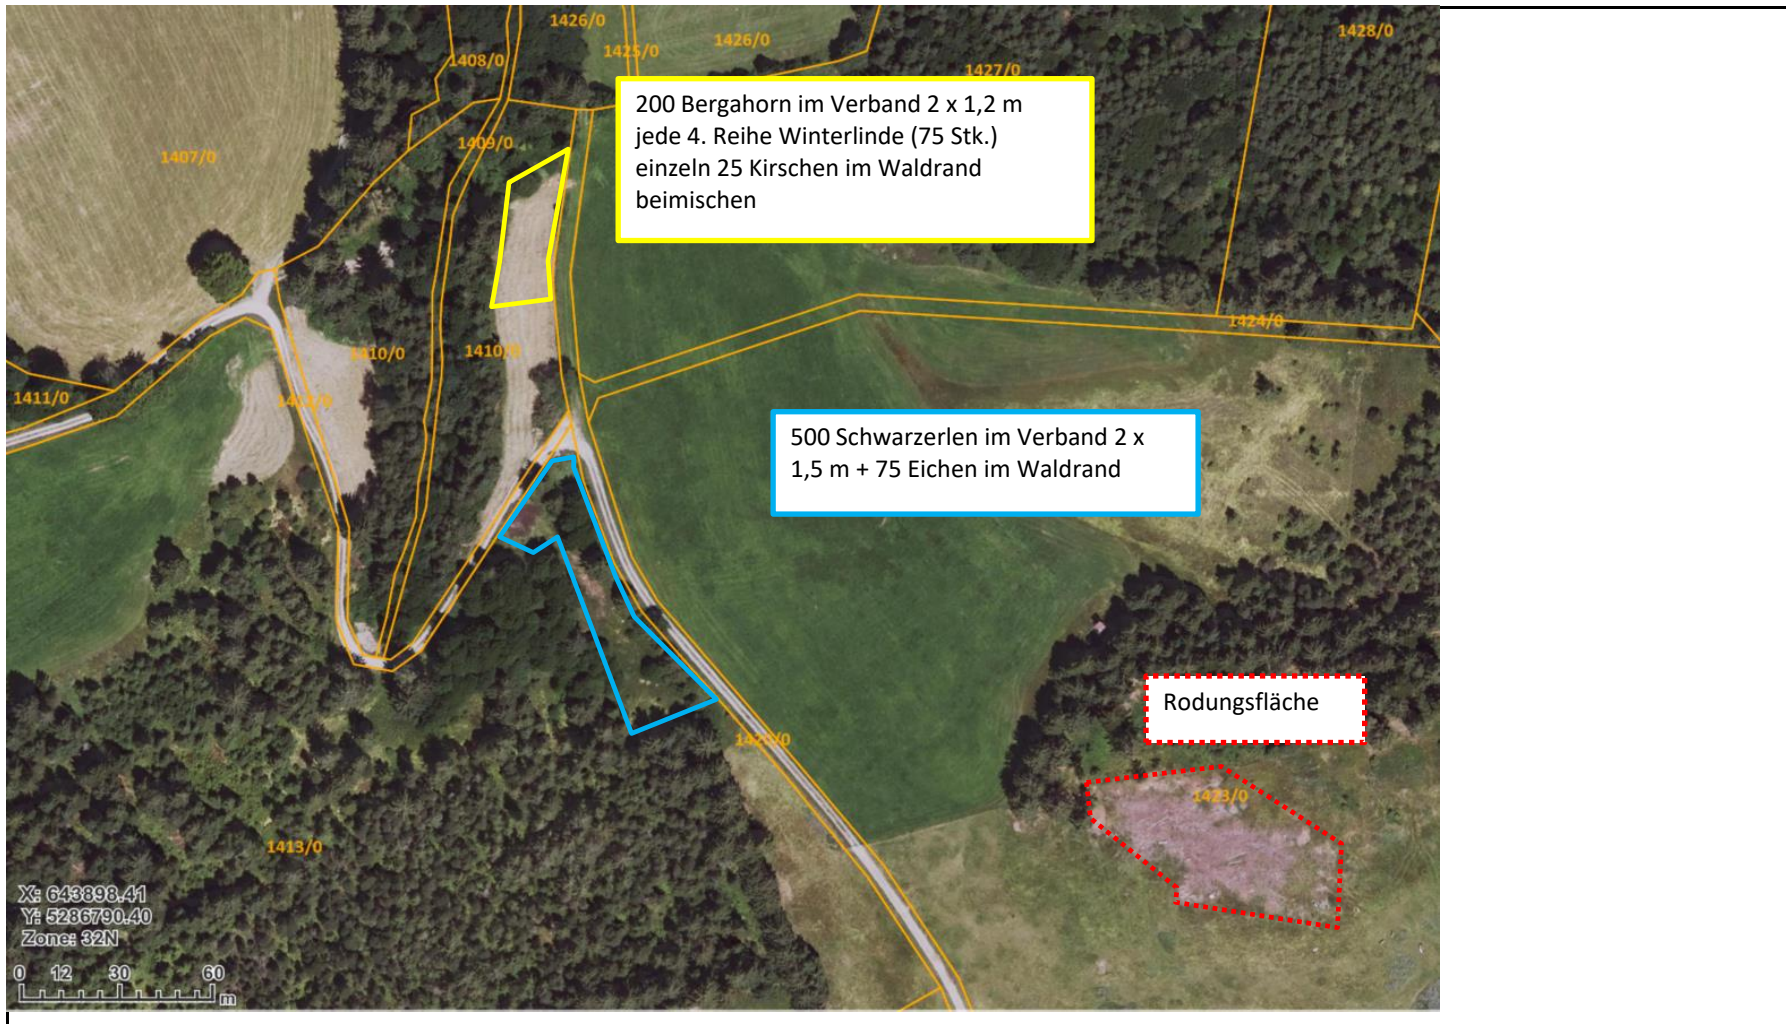 1426/0
1425/0
1426/0
1428/0
1408/0
1427/0
200 Bergahorn im Verband 2 x 1,2 m
jede 4. Reihe Winterlinde (75 Stk.)
einzeln 25 Kirschen im Waldrand
beimischen
1409/0
1407/0
1424/0
1410/0
1410/0
1411/0
1412/0
500 Schwarzerlen im Verband 2 x
1,5 m + 75 Eichen im Waldrand
Rodungsfläche
1423/0
1413/0
X: 643898.41
Y: 5286790.40
Zone: 32N
0 12 30 60
m